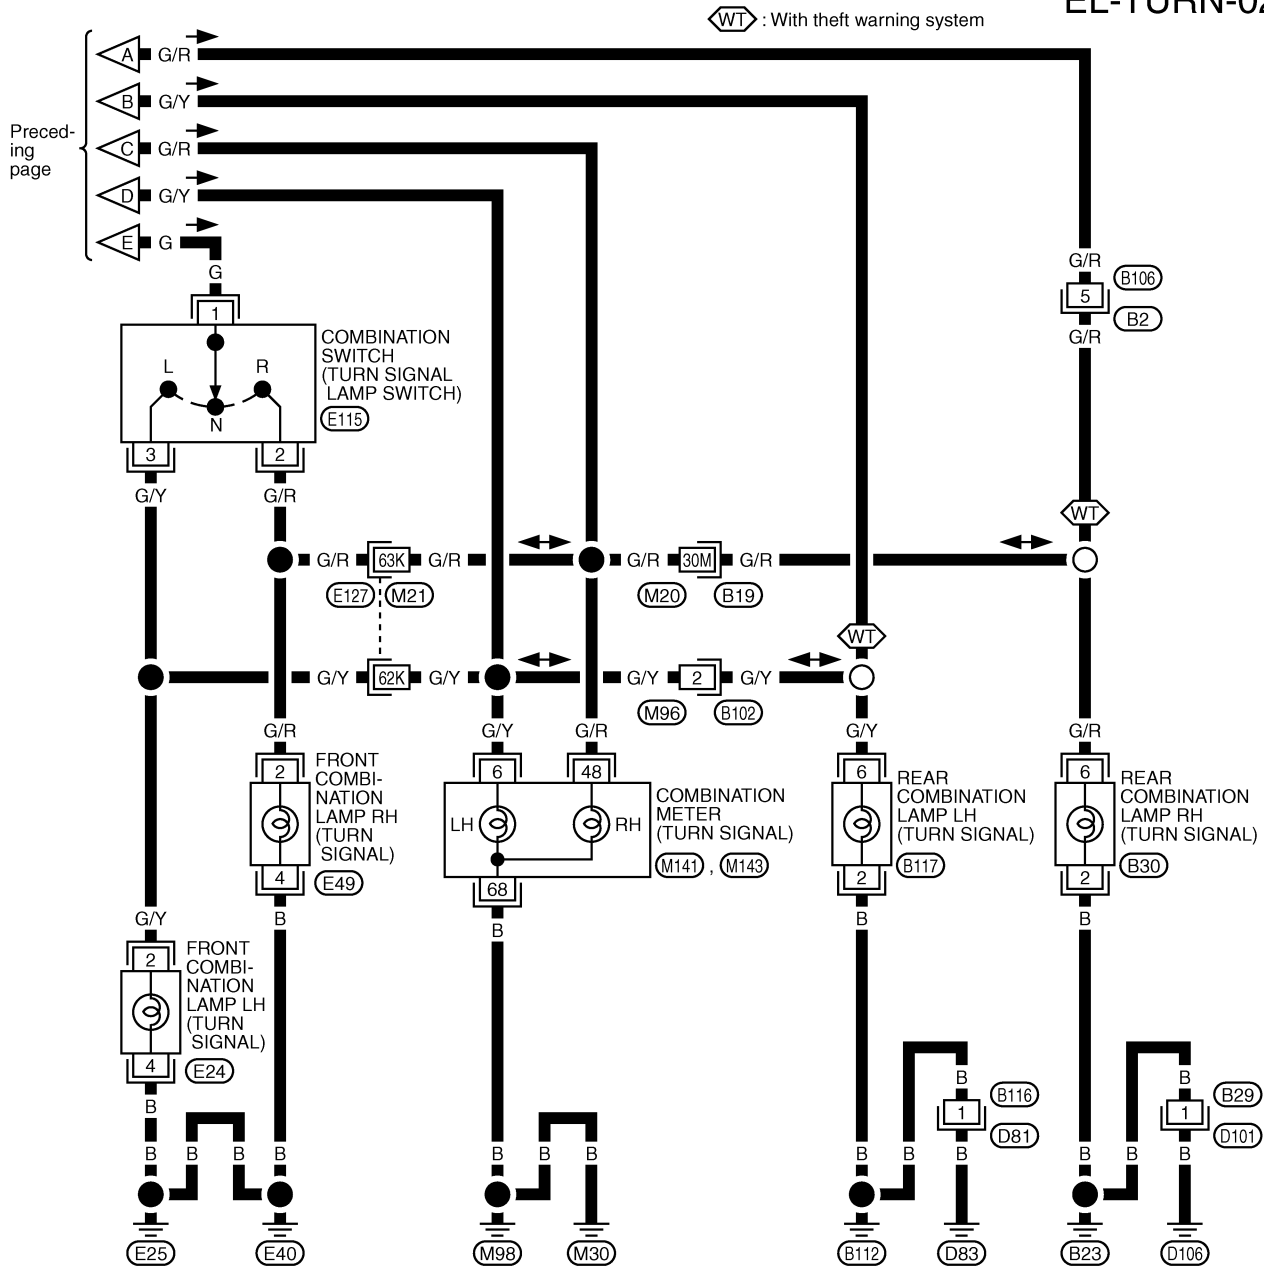 EL-TURN-02
WT : With theft warning system
Preced-
ing
page
A G/R
B G/Y
C G/R
D G/Y
E G
G
1
COMBINATION
SWITCH
(TURN SIGNAL
LAMP SWITCH)
E115
L
R
N
3
2
G/Y
G/R
G/R
B106
5
B2
G/R
WT
G/R 63K G/R
G/R 30M G/R
E127 M21
M20 B19
WT
G/Y 62K G/Y
G/Y 2 G/Y
M96 B102
G/R
G/Y
G/R
G/Y
G/R
2
FRONT
COMBI-
NATION
LAMP RH
(TURN
SIGNAL)
4
E49
B
6
48
LH
RH
COMBINATION
METER
(TURN SIGNAL)
M141 , M143
68
B
6
REAR
COMBINATION
LAMP LH
(TURN SIGNAL)
B117
2
B
6
REAR
COMBINATION
LAMP RH
(TURN SIGNAL)
B30
2
B
G/Y
2
FRONT
COMBI-
NATION
LAMP LH
(TURN
SIGNAL)
4
E24
B
B
B116
1
D81
B
B29
1
D101
B B B B B B B B B B B B B
E25 E40 M98 M30 B112 D83 B23 D106